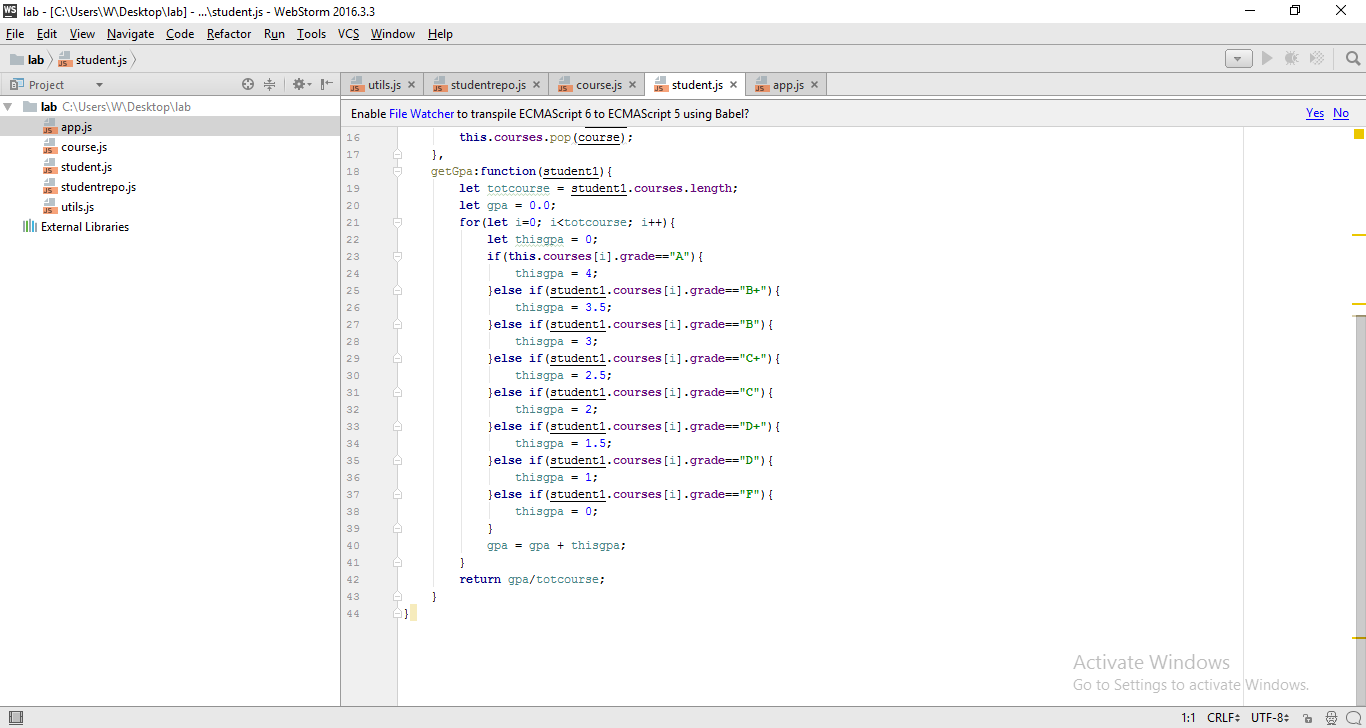 WS lab - [C:\Users\W\Desktop\lab] - ...\student.js - WebStorm 2016.3.3
File Edit View Navigate Code Refactor Run Tools VCS Window Help
lab student.js
Project
utils.js studentrepo.js course.js student.js app.js
lab C:\Users\W\Desktop\lab
app.js
course.js
student.js
studentrepo.js
utils.js
External Libraries
Enable File Watcher to transpile ECMAScript 6 to ECMAScript 5 using Babel? Yes No
16 this.courses.pop(course);
17 },
18 getGpa:function(student1){
19 let totcourse = student1.courses.length;
20 let gpa = 0.0;
21 for(let i=0; i<totcourse; i++){
22 let thisgpa = 0;
23 if(this.courses[i].grade=="A"){
24 thisgpa = 4;
25 }else if(student1.courses[i].grade=="B+"){
26 thisgpa = 3.5;
27 }else if(student1.courses[i].grade=="B"){
28 thisgpa = 3;
29 }else if(student1.courses[i].grade=="C+"){
30 thisgpa = 2.5;
31 }else if(student1.courses[i].grade=="C"){
32 thisgpa = 2;
33 }else if(student1.courses[i].grade=="D+"){
34 thisgpa = 1.5;
35 }else if(student1.courses[i].grade=="D"){
36 thisgpa = 1;
37 }else if(student1.courses[i].grade=="F"){
38 thisgpa = 0;
39 }
40 gpa = gpa + thisgpa;
41 }
42 return gpa/totcourse;
43 }
44 }
Activate Windows
Go to Settings to activate Windows.
1:1 CRLF UTF-8